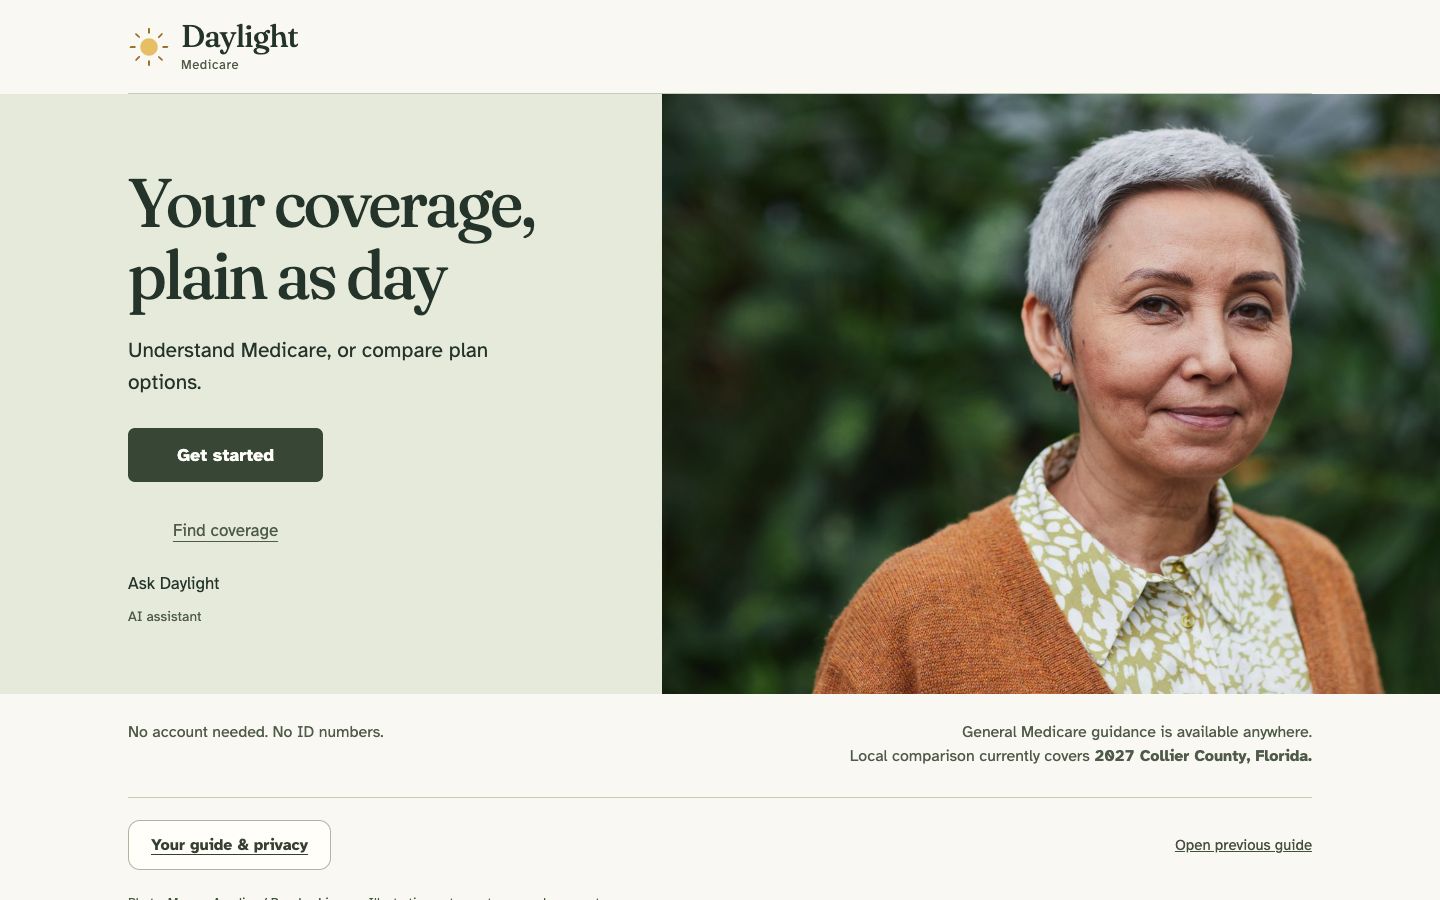 Daylight
Medicare
Your coverage,
plain as day
Understand Medicare, or compare plan
options.
Get started
Find coverage
Ask Daylight
AI assistant
No account needed. No ID numbers.
General Medicare guidance is available anywhere.
Local comparison currently covers 2027 Collier County, Florida.
Your guide & privacy
Open previous guide